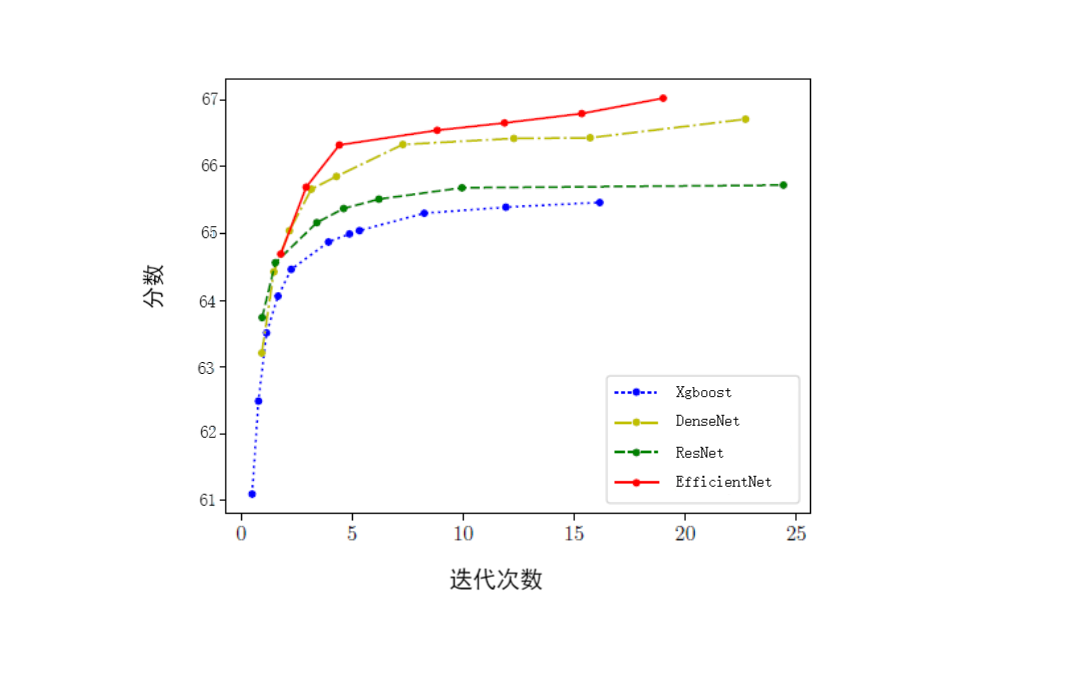 67
66
65
64
63
62
61
分数
Xgboost
DenseNet
ResNet
EfficientNet
0 5 10 15 20 25
迭代次数